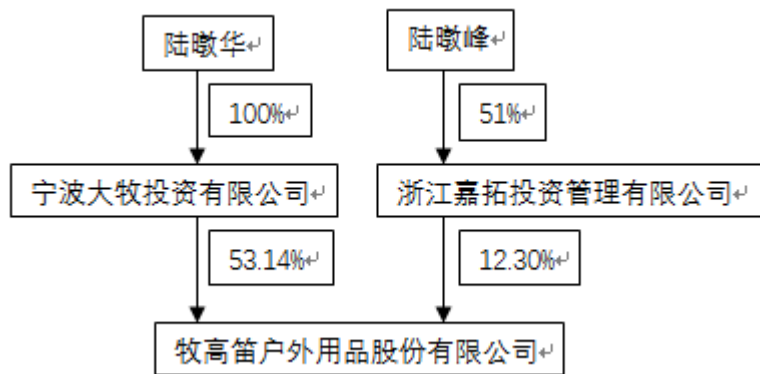 陆暾华
陆暾峰
100%
51%
宁波大牧投资有限公司
浙江嘉拓投资管理有限公司
53.14%
12.30%
牧高笛户外用品股份有限公司